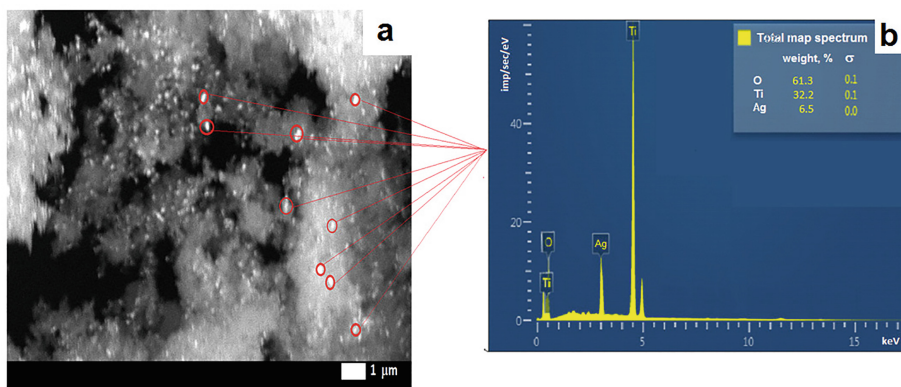 a
1 µm
b
imp/sec/eV
40
20
0
Ti
O
Ti
Ag
Total map spectrum
weight, % σ
O 61.3 0.1
Ti 32.2 0.1
Ag 6.5 0.0
0 5 10 15 keV